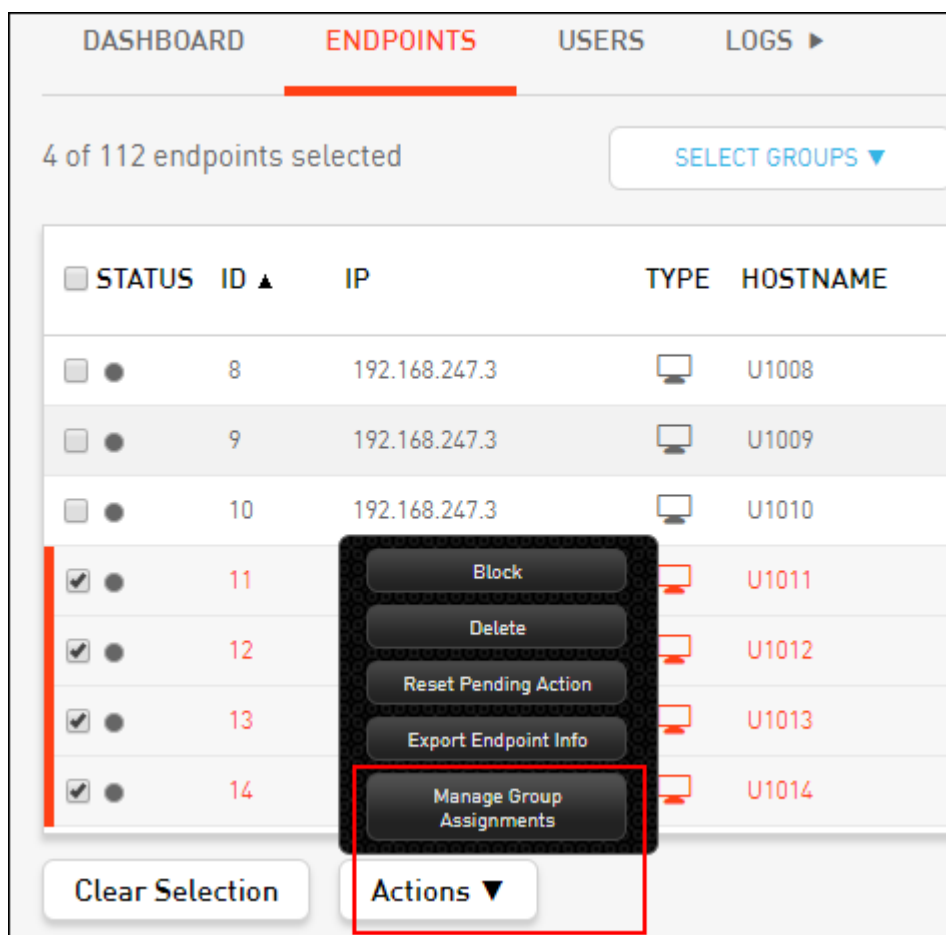 DASHBOARD ENDPOINTS USERS LOGS ▶
4 of 112 endpoints selected SELECT GROUPS ▼
STATUS ID ▲ IP TYPE HOSTNAME
8 192.168.247.3 U1008
9 192.168.247.3 U1009
10 192.168.247.3 U1010
Block
11 U1011
Delete
12 U1012
Reset Pending Action
13 U1013
Export Endpoint Info
14 U1014
Manage Group
Assignments
Clear Selection Actions ▼